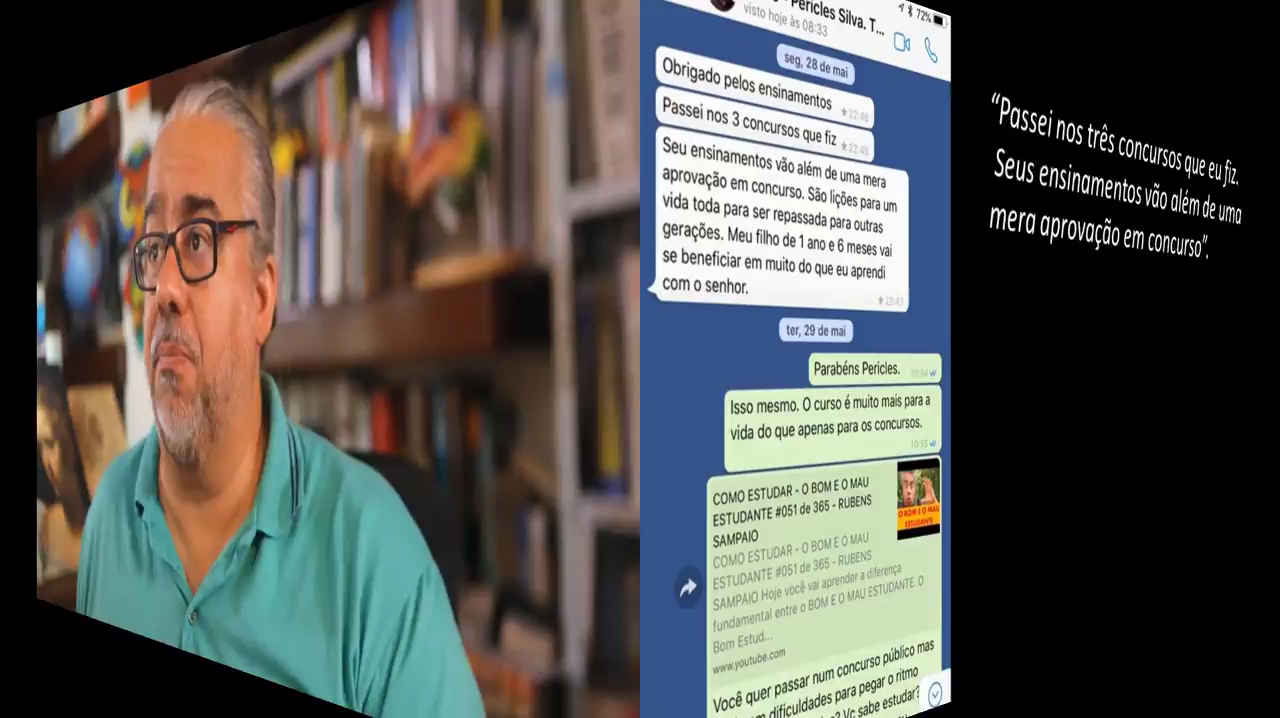 Pericles Silva. T...
visto hoje às 08:33
72%
seg, 28 de mai
Obrigado pelos ensinamentos
22:46
Passei nos 3 concursos que fiz
22:46
Seu ensinamentos vão além de uma mera
aprovação em concurso. São lições para um
vida toda para ser repassada para outras
gerações. Meu filho de 1 ano e 6 meses vai
se beneficiar em muito do que eu aprendi
com o senhor.
22:47
ter, 29 de mai
Parabéns Pericles.
10:54
Isso mesmo. O curso é muito mais para a
vida do que apenas para os concursos.
10:55
COMO ESTUDAR - O BOM E O MAU
ESTUDANTE #051 de 365 - RUBENS
SAMPAIO
COMO ESTUDAR - O BOM E O MAU
ESTUDANTE #051 de 365 - RUBENS
SAMPAIO Hoje você vai aprender a diferença
fundamental entre o BOM E O MAU ESTUDANTE. O
Bom Estud...
www.youtube.com
O BOM E O MAU
ESTUDANTE
Você quer passar num concurso público mas
dificuldades para pegar o ritmo
Vc sabe estudar?
“Passei nos três concursos que eu fiz.
Seus ensinamentos vão além de uma
mera aprovação em concurso”.